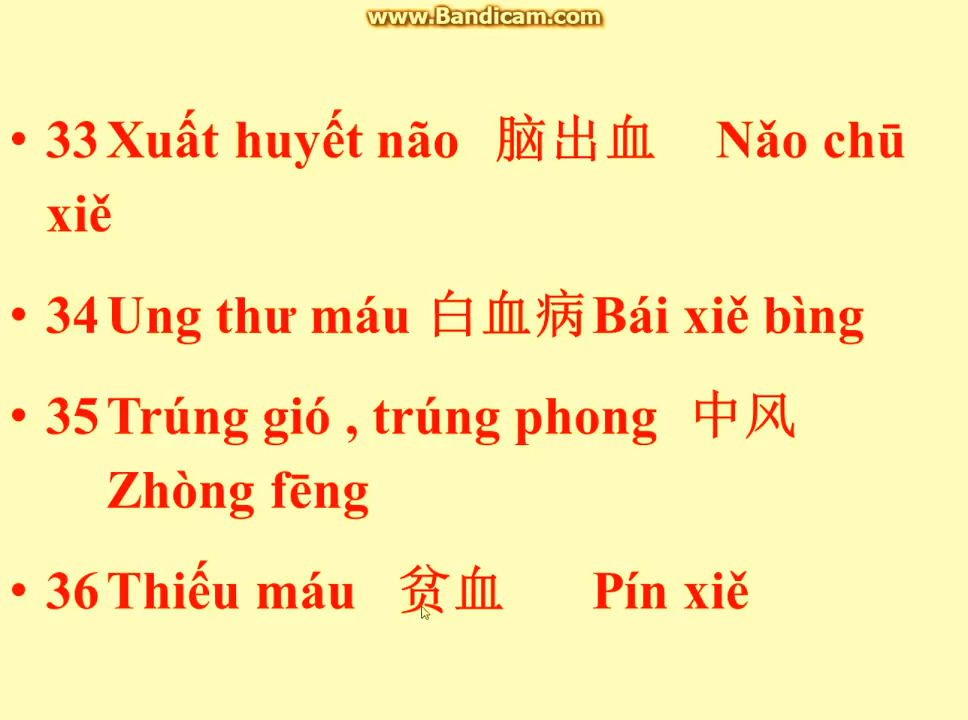 www.Bandicam.com
• 33 Xuất huyết não 脑出血 Nǎo chū
xiě
• 34 Ung thư máu 白血病 Bái xiě bìng
• 35 Trúng gió , trúng phong 中风
Zhòng fēng
• 36 Thiếu máu 贫血 Pín xiě